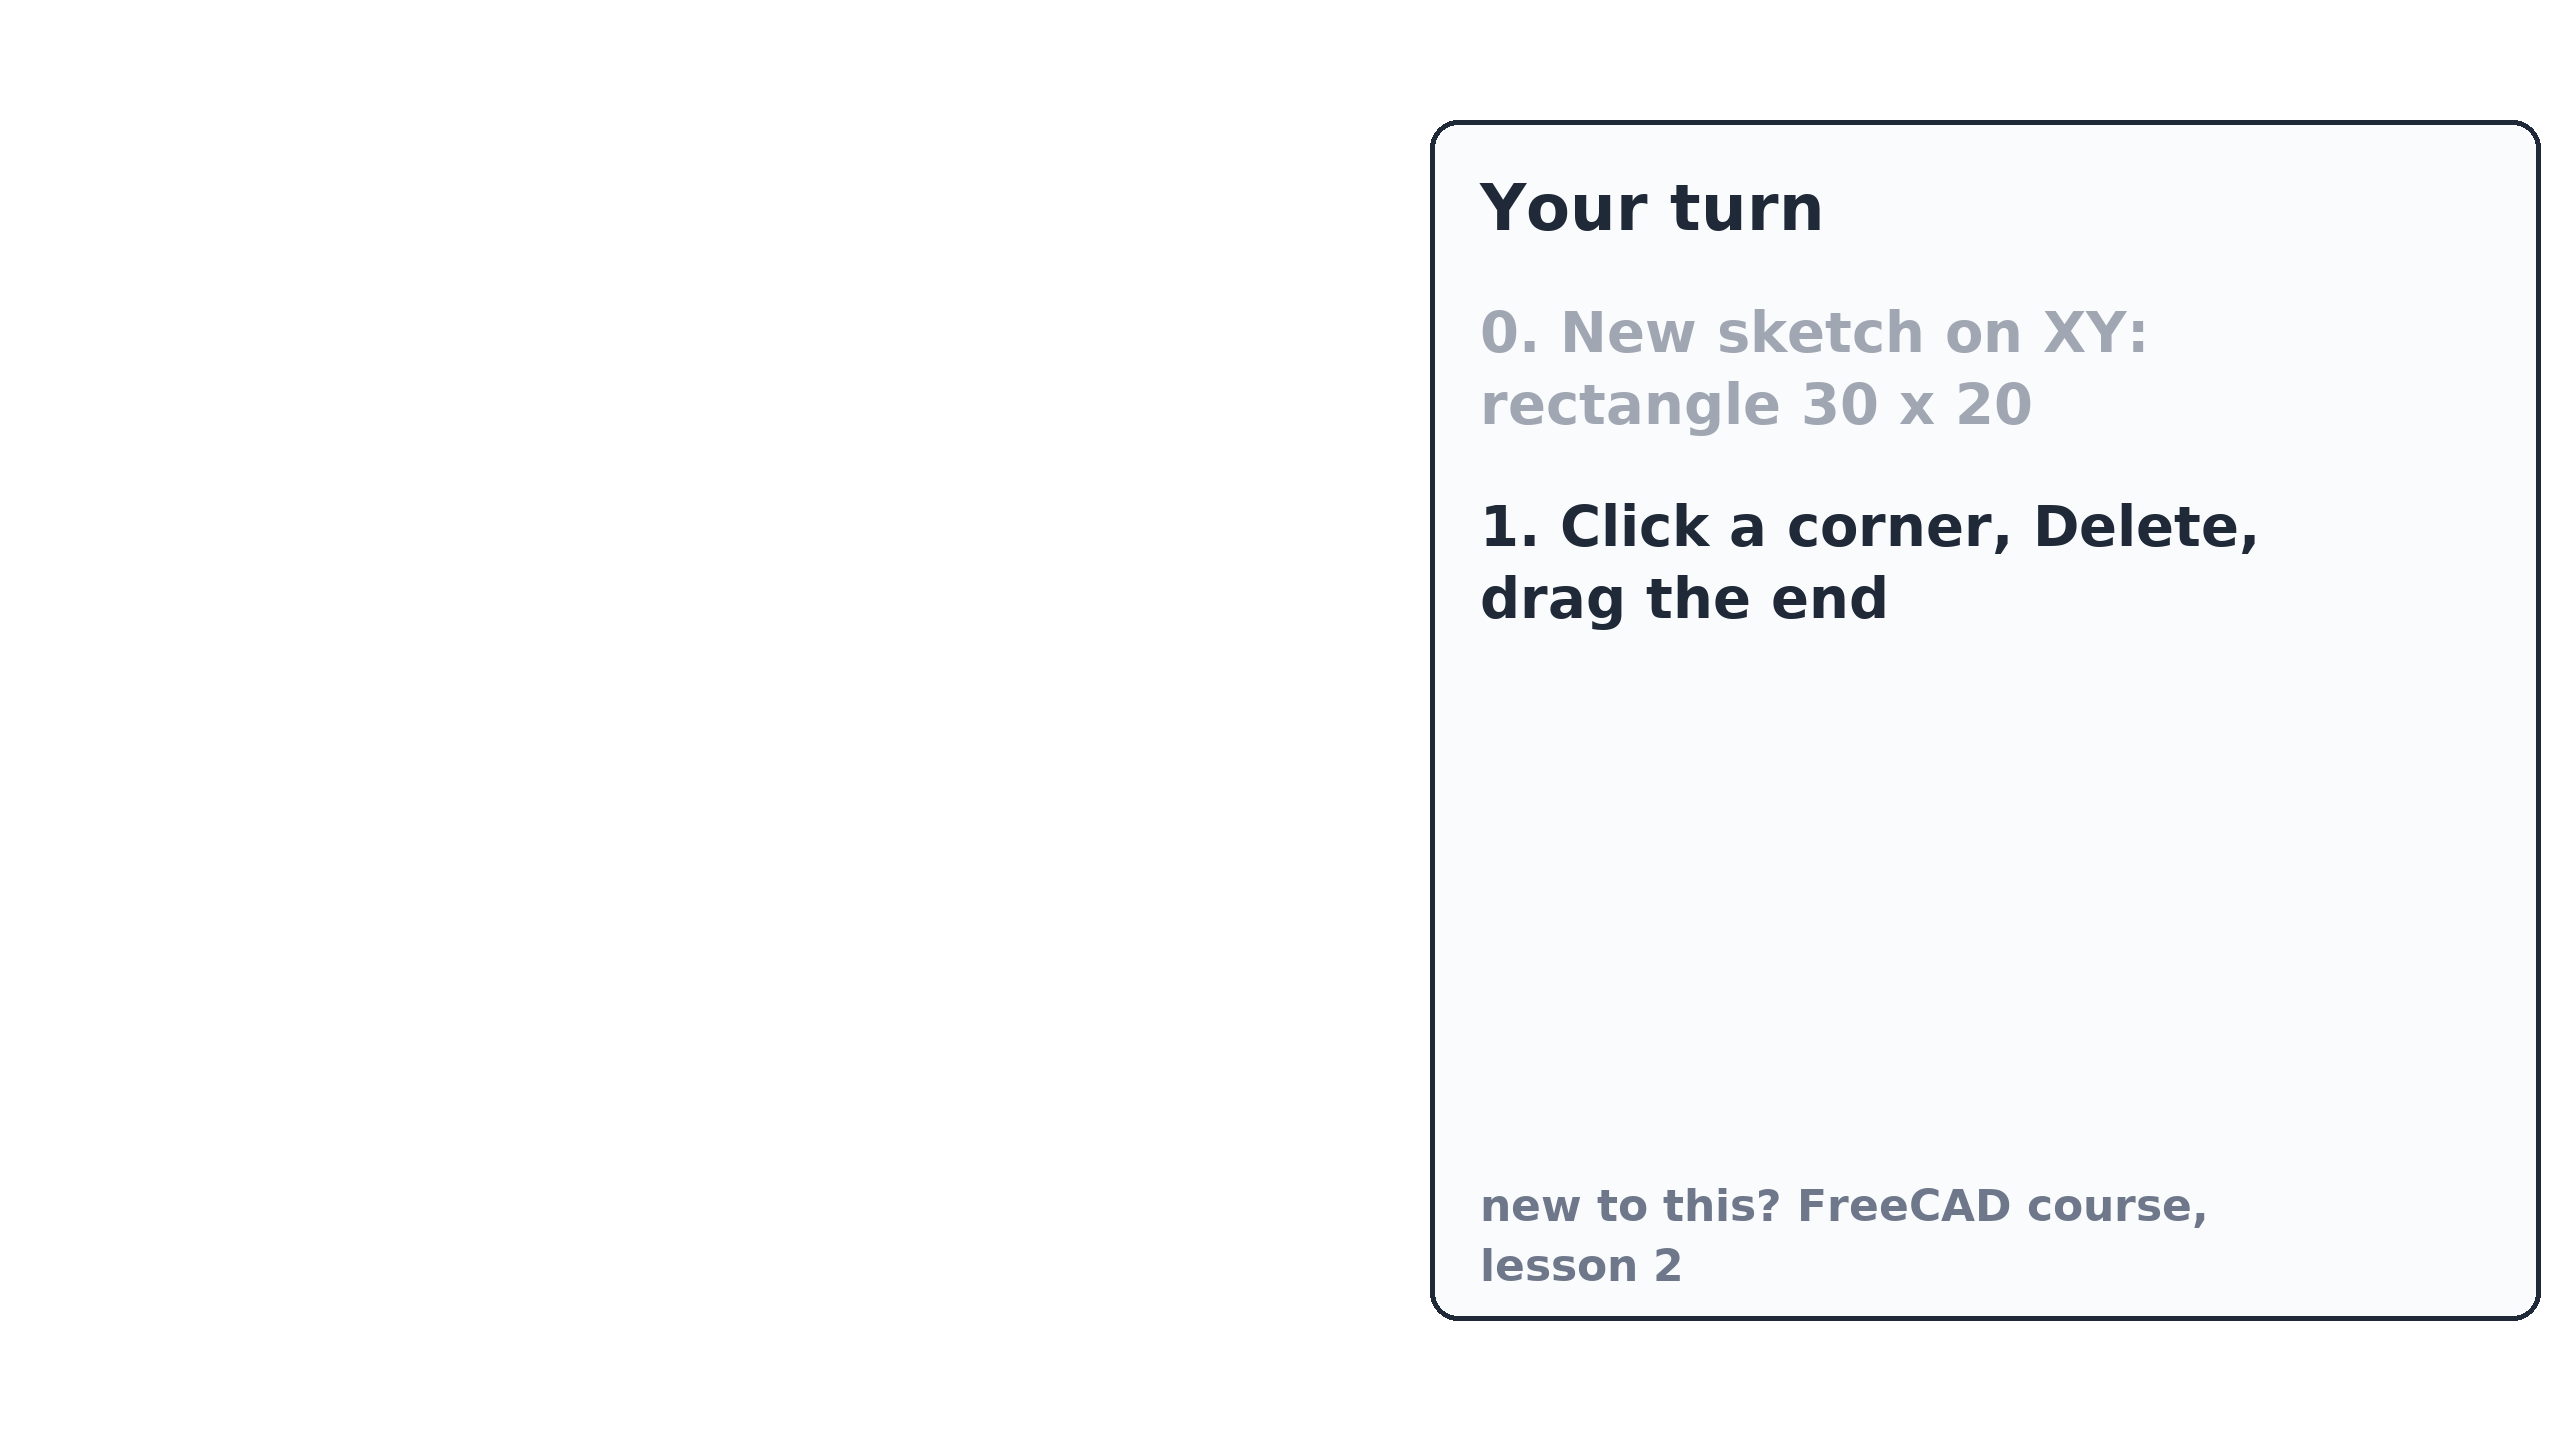 Your turn
0. New sketch on XY:
rectangle 30 x 20
1. Click a corner, Delete,
drag the end
new to this? FreeCAD course,
lesson 2